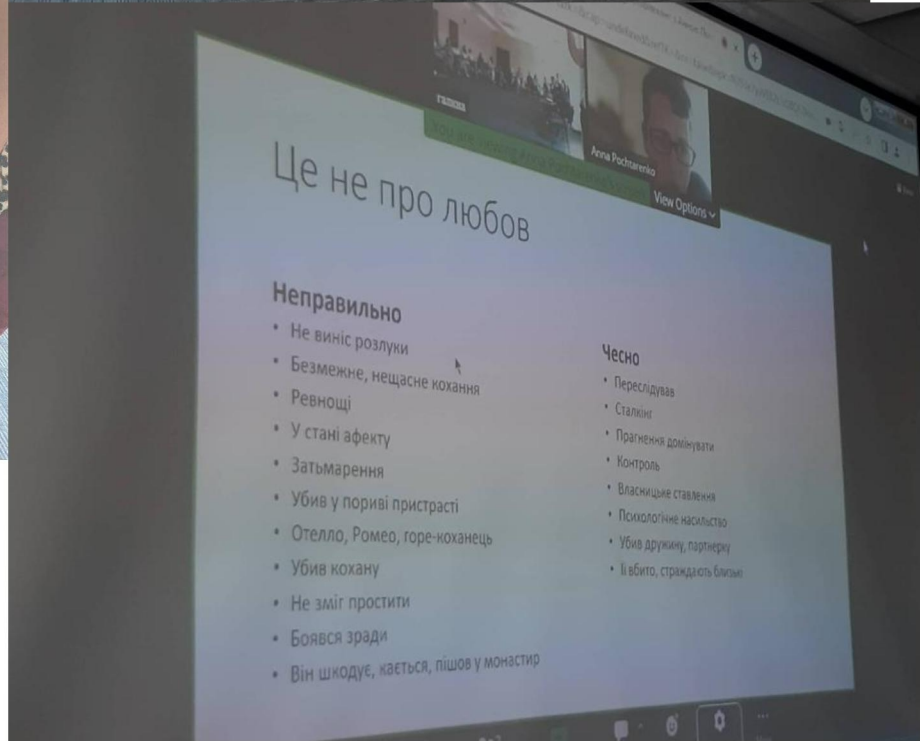 галина
Anna Pochtarenko
View Options
Це не про любов
Неправильно
• Не виніс розлуки
• Безмежне, нещасне кохання
• Ревнощі
• У стані афекту
• Затьмарення
• Убив у пориві пристрасті
• Отелло, Ромео, горе-коханець
• Убив кохану
• Не зміг простити
• Боявся зради
• Він шкодує, кається, пішов у монастир
Чесно
• Переслідував
• Сталкінг
• Прагнення домінувати
• Контроль
• Власницьке ставлення
• Психологічне насильство
• Убив дружину, партнерку
• Її вбито, страждають близькі